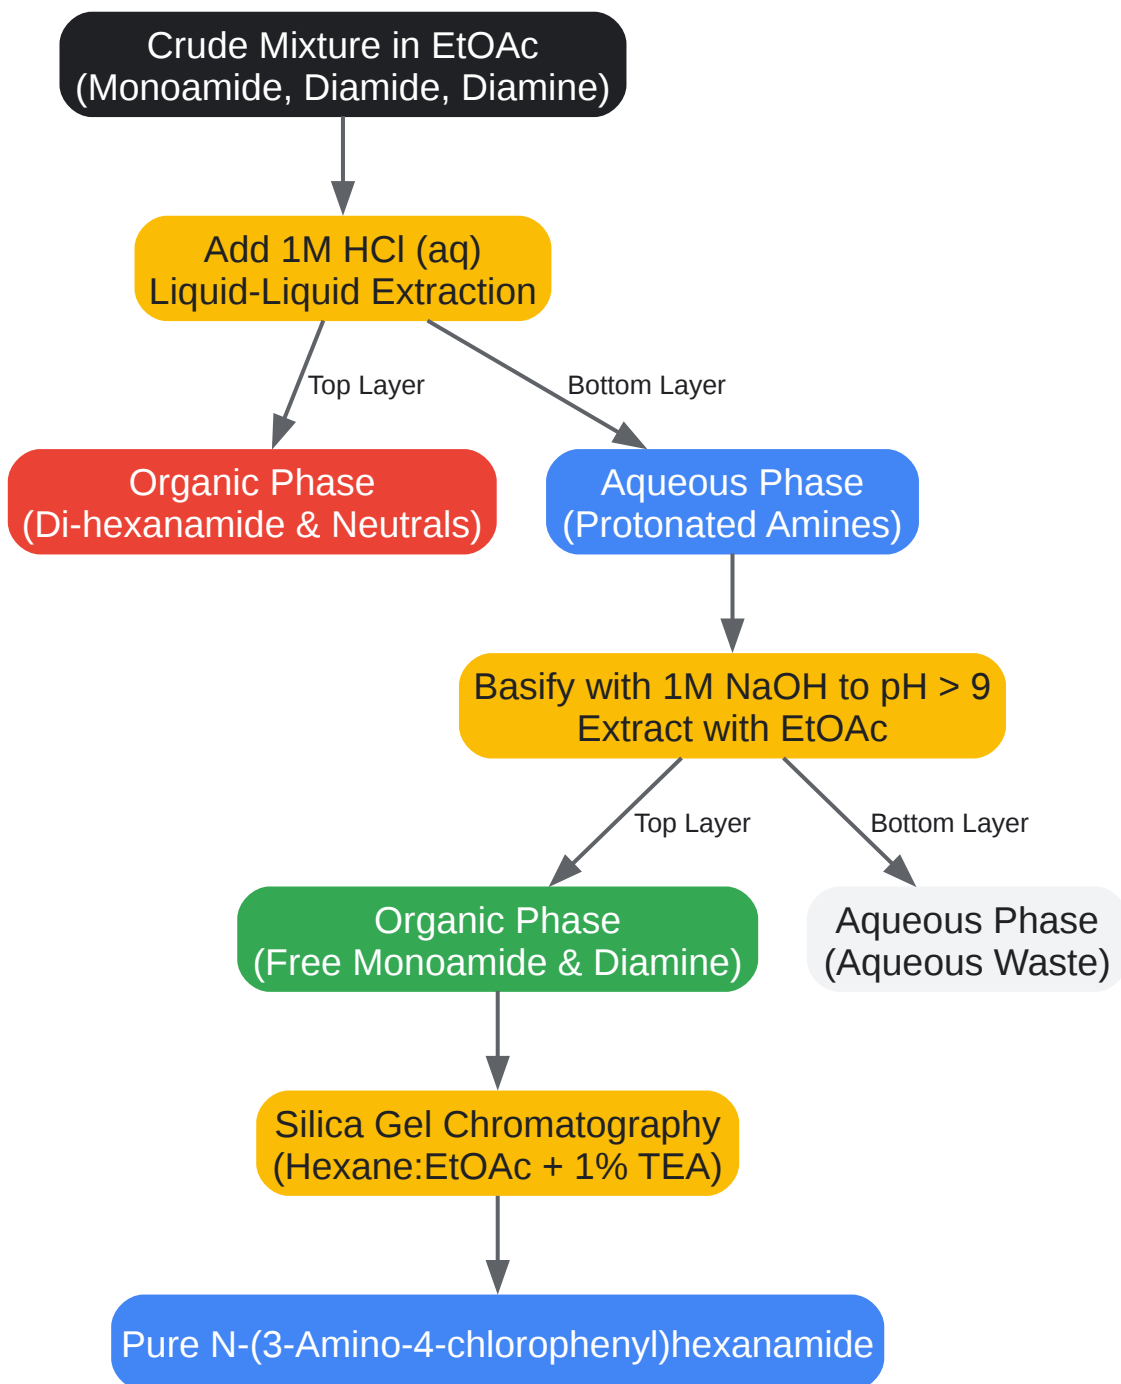 Crude Mixture in EtOAc
(Monoamide, Diamide, Diamine)
Add 1M HCl (aq)
Liquid-Liquid Extraction
Top Layer
Bottom Layer
Organic Phase
(Di-hexanamide & Neutrals)
Aqueous Phase
(Protonated Amines)
Basify with 1M NaOH to pH > 9
Extract with EtOAc
Top Layer
Bottom Layer
Organic Phase
(Free Monoamide & Diamine)
Aqueous Phase
(Aqueous Waste)
Silica Gel Chromatography
(Hexane:EtOAc + 1% TEA)
Pure N-(3-Amino-4-chlorophenyl)hexanamide